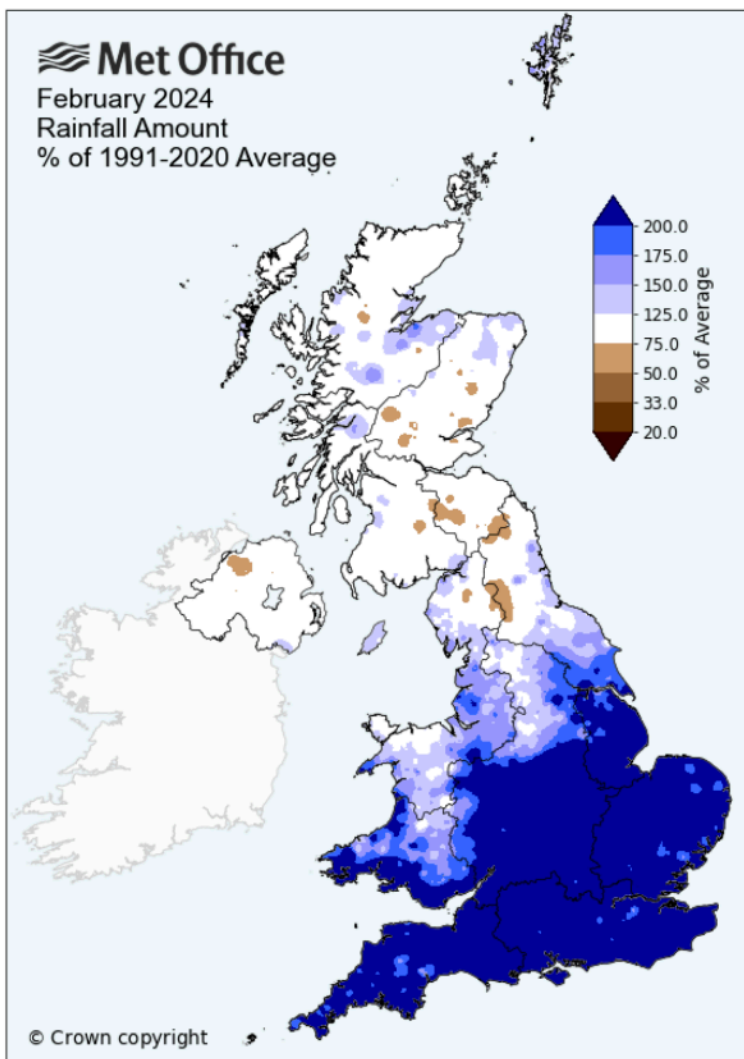 Met Office
February 2024
Rainfall Amount
% of 1991-2020 Average
200.0
175.0
150.0
125.0
75.0
50.0
33.0
20.0
% of Average
© Crown copyright